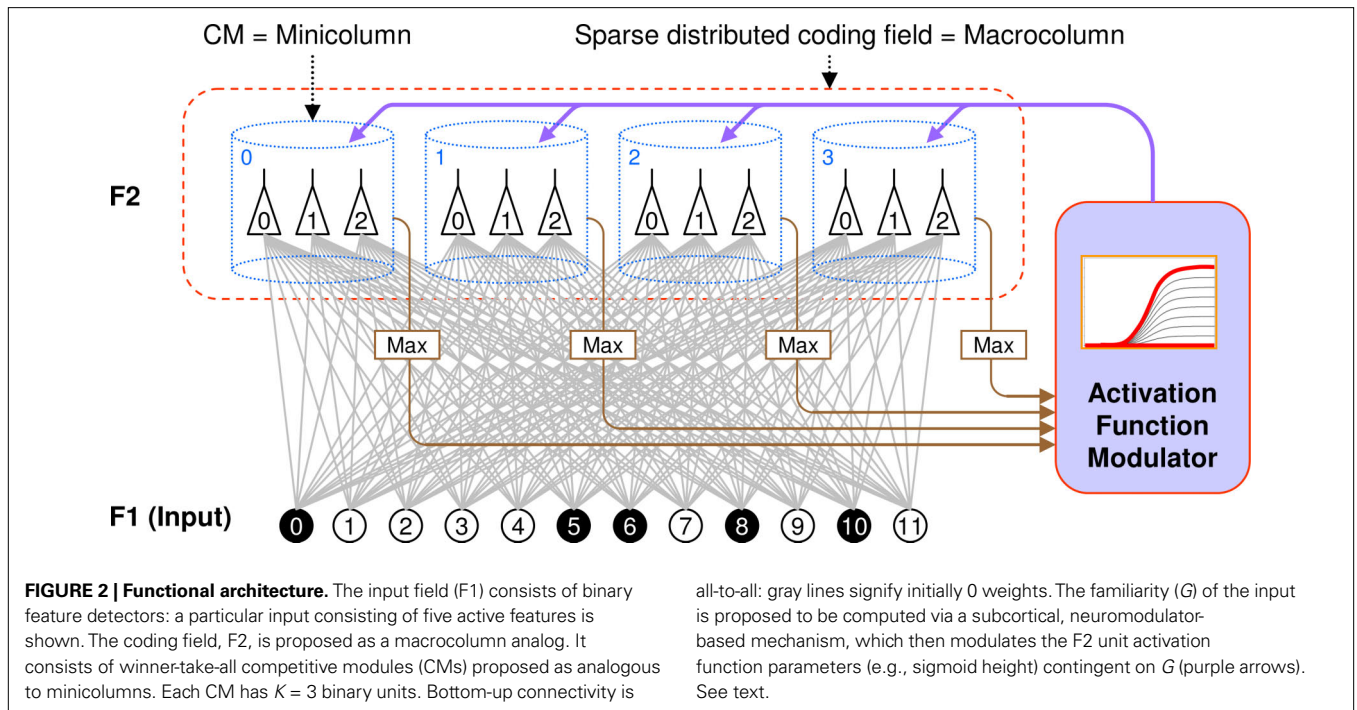 CM = Minicolumn
Sparse distributed coding field = Macrocolumn
0
1
2
3
F2
0 1 2
0 1 2
0 1 2
0 1 2
Max
Max
Max
Max
Activation
Function
Modulator
F1 (Input)
0 1 2 3 4 5 6 7 8 9 10 11
FIGURE 2 | Functional architecture. The input field (F1) consists of binary
feature detectors: a particular input consisting of five active features is
shown. The coding field, F2, is proposed as a macrocolumn analog. It
consists of winner-take-all competitive modules (CMs) proposed as analogous
to minicolumns. Each CM has K = 3 binary units. Bottom-up connectivity is
all-to-all: gray lines signify initially 0 weights. The familiarity (G) of the input
is proposed to be computed via a subcortical, neuromodulator-
based mechanism, which then modulates the F2 unit activation
function parameters (e.g., sigmoid height) contingent on G (purple arrows).
See text.